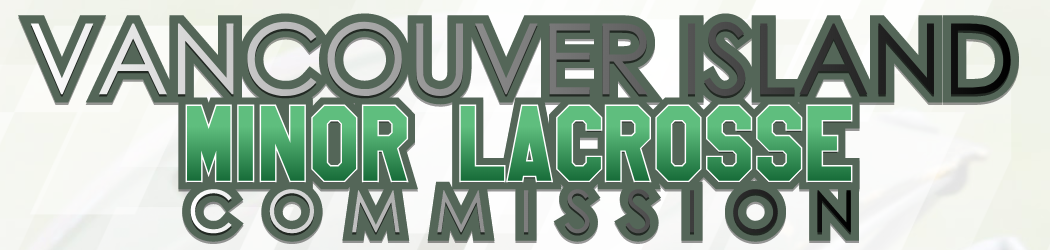 VANCOUVER ISLAND
MINOR LACROSSE
COMMISSION